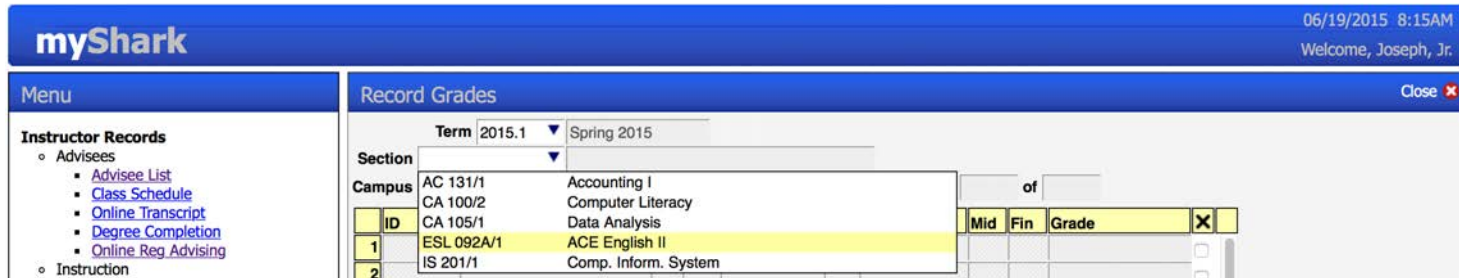 06/19/2015 8:15AM
myShark
Welcome, Joseph, Jr.
Menu
Record Grades
Close
Instructor Records
Advisees
Advisee List
Class Schedule
Online Transcript
Degree Completion
Online Reg Advising
Instruction
Term 2015.1 Spring 2015
Section
Campus
of
AC 131/1 Accounting I
CA 100/2 Computer Literacy
CA 105/1 Data Analysis
ESL 092A/1 ACE English II
IS 201/1 Comp. Inform. System
ID Mid Fin Grade X
1
2